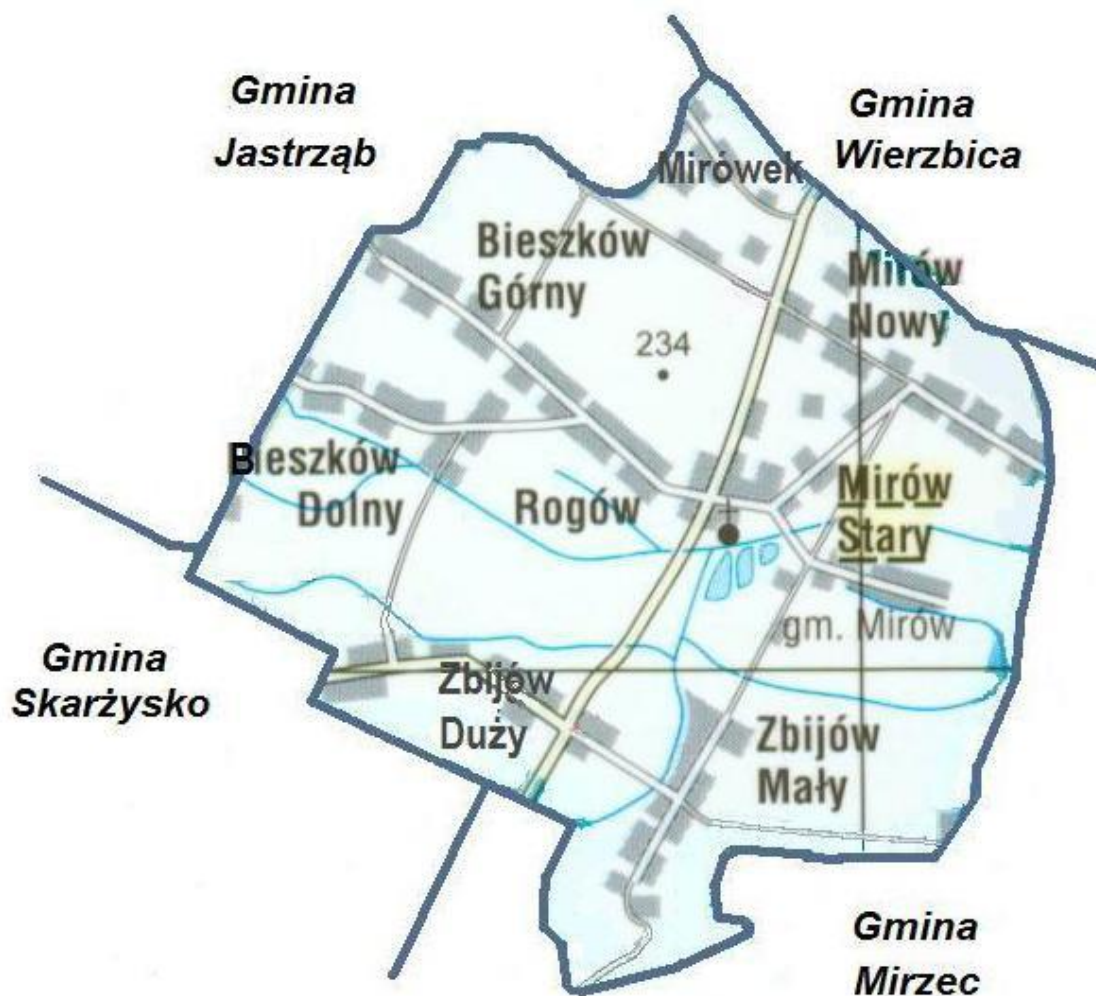 Gmina
Jastrząb
Gmina
Wierzbica
Mirówek
Bieszków
Górny
Mirów
Nowy
234
Bieszków
Dolny
Rogów
Mirów
Stary
gm. Mirów
Gmina
Skarżysko
Zbijów
Duży
Zbijów
Mały
Gmina
Mirzec